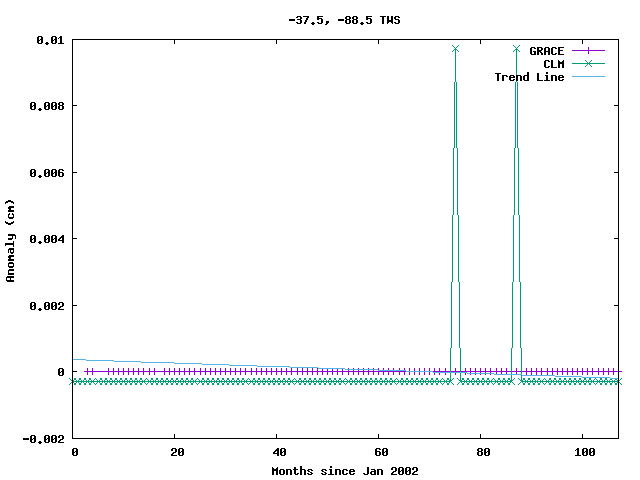 -37.5, -88.5 TWS
0.01
0.008
0.006
0.004
0.002
0
-0.002
Anomaly (cm)
GRACE
CLM
Trend Line
0 20 40 60 80 100
Months since Jan 2002